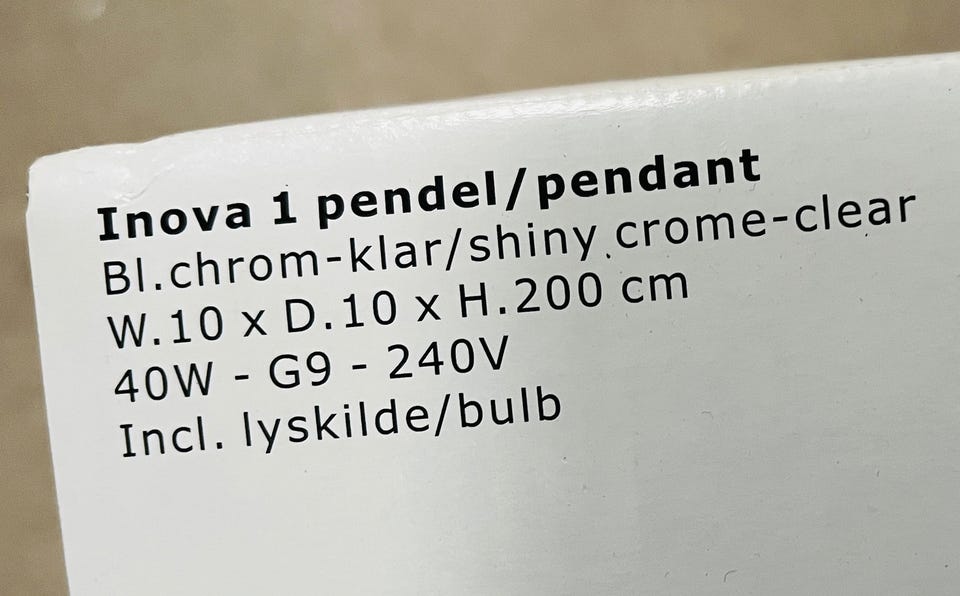 Inova 1 pendel/pendant
Bl.chrom-klar/shiny crome-clear
W.10 x D.10 x H.200 cm
40W - G9 - 240V
Incl. lyskilde/bulb